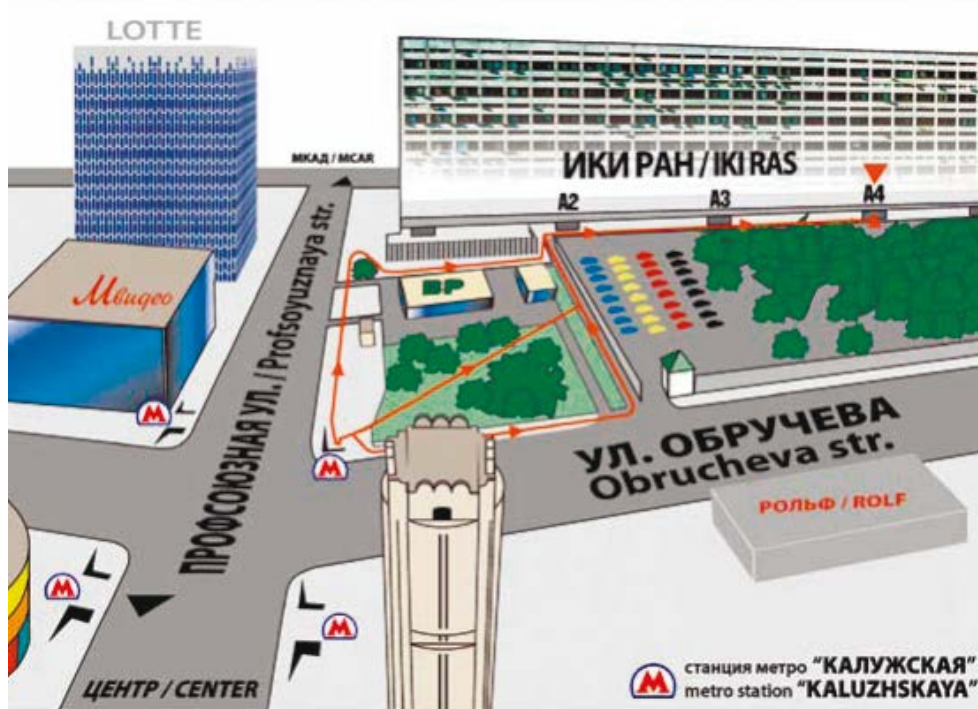 LOTTE
МКАД / MCAR
ИКИ РАН / IKI RAS
A2
A3
A4
BP
Мвидео
ПРОФСОЮЗНАЯ УЛ. / Profsoyuznaya str.
М
М
УЛ. ОБРУЧЕВА
Obrucheva str.
РОЛЬФ / ROLF
М
М
ЦЕНТР / CENTER
М
станция метро "КАЛУЖСКАЯ"
metro station "KALUZHSKAYA"